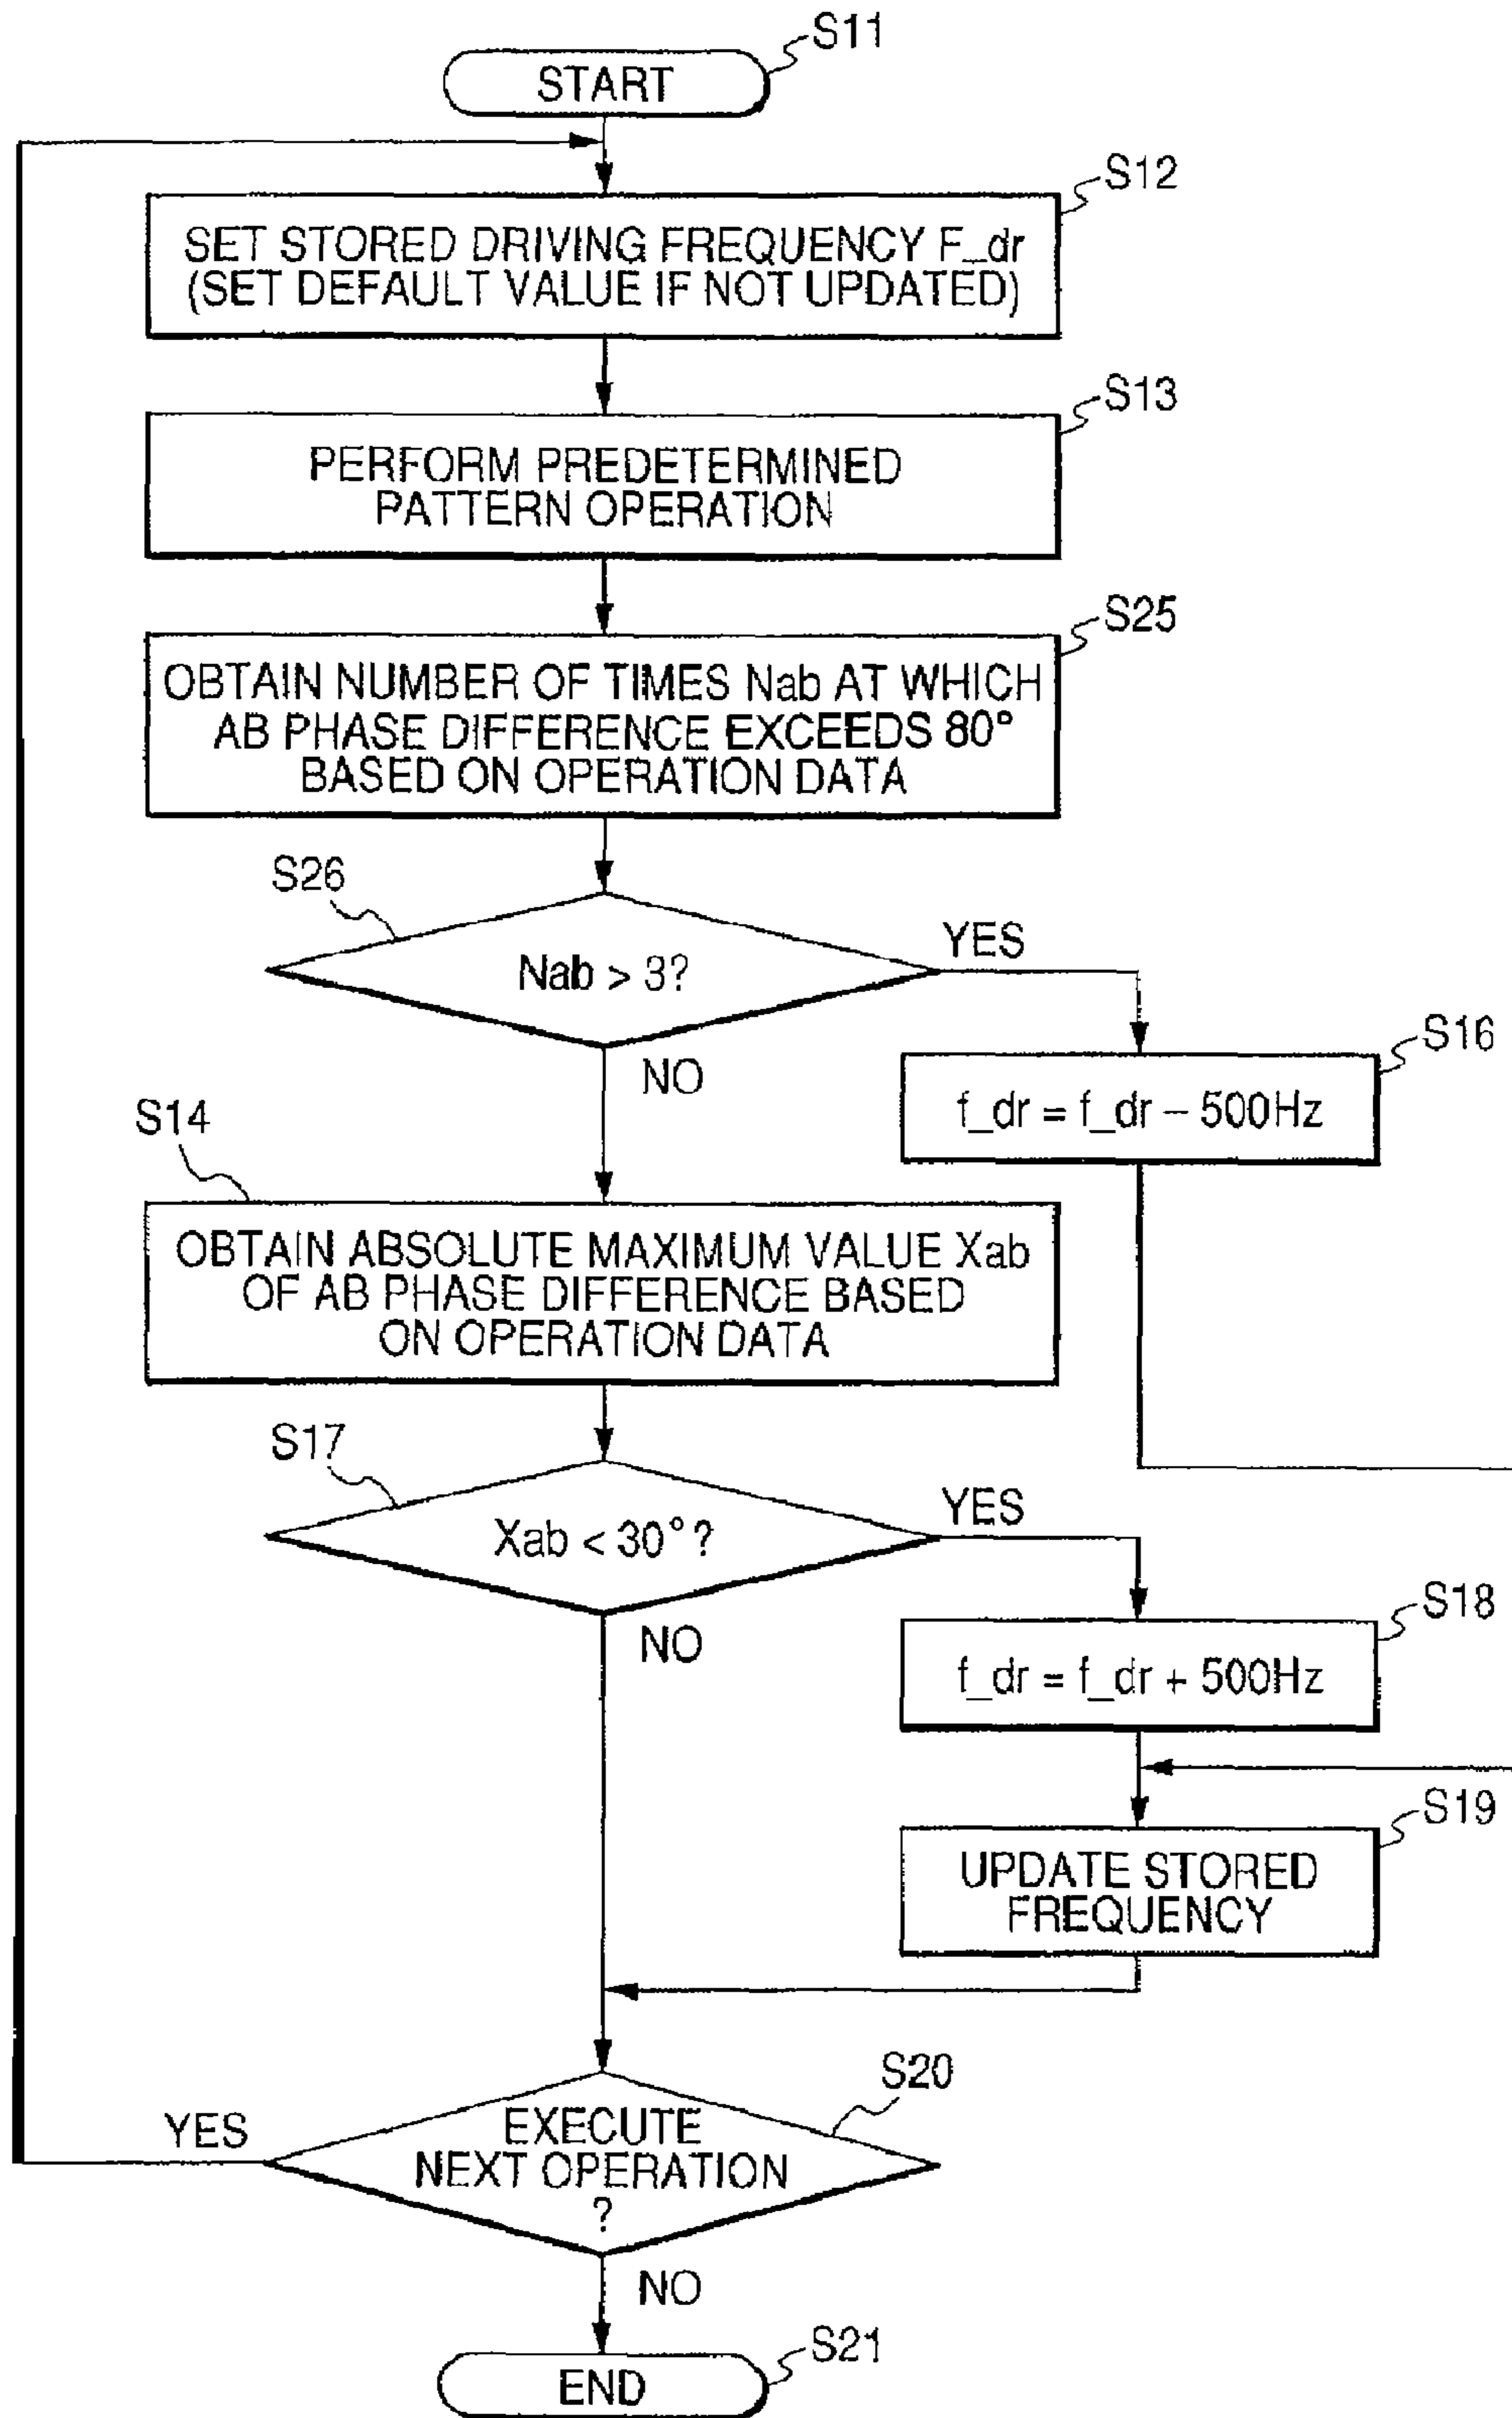 S11
START
S12
SET STORED DRIVING FREQUENCY F_dr
(SET DEFAULT VALUE IF NOT UPDATED)
S13
PERFORM PREDETERMINED
PATTERN OPERATION
S25
OBTAIN NUMBER OF TIMES Nab AT WHICH
AB PHASE DIFFERENCE EXCEEDS 80°
BASED ON OPERATION DATA
S26
Nab > 3?
YES
NO
S16
f_dr = f_dr – 500Hz
S14
OBTAIN ABSOLUTE MAXIMUM VALUE Xab
OF AB PHASE DIFFERENCE BASED
ON OPERATION DATA
S17
Xab < 30°?
YES
NO
S18
f_dr = f_dr + 500Hz
S19
UPDATE STORED
FREQUENCY
S20
EXECUTE
NEXT OPERATION
?
YES
NO
S21
END